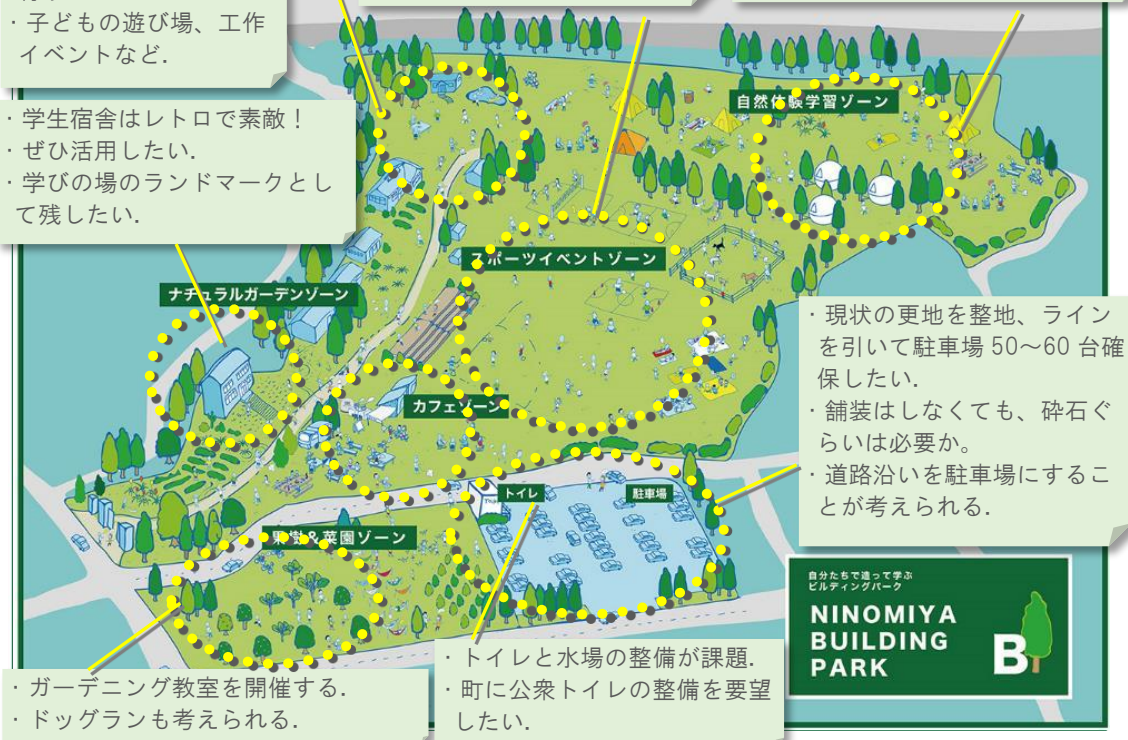 ・子どもの遊び場、工作
イベントなど.
・学生宿舎はレトロで素敵！
・ぜひ活用したい.
・学びの場のランドマークとし
て残したい.
自然体験学習ゾーン
スポーツイベントゾーン
ナチュラルガーデンゾーン
カフェゾーン
・現状の更地を整地、ライン
を引いて駐車場 50～60 台確
保したい.
・舗装はしなくても、砕石ぐ
らいは必要か。
・道路沿いを駐車場にするこ
とが考えられる.
トイレ
駐車場
果樹&菜園ゾーン
自分たちで造って学ぶ
ビルディングパーク
NINOMIYA
BUILDING
PARK
B
・ガーデニング教室を開催する.
・ドッグランも考えられる.
・トイレと水場の整備が課題.
・町に公衆トイレの整備を要望
したい.